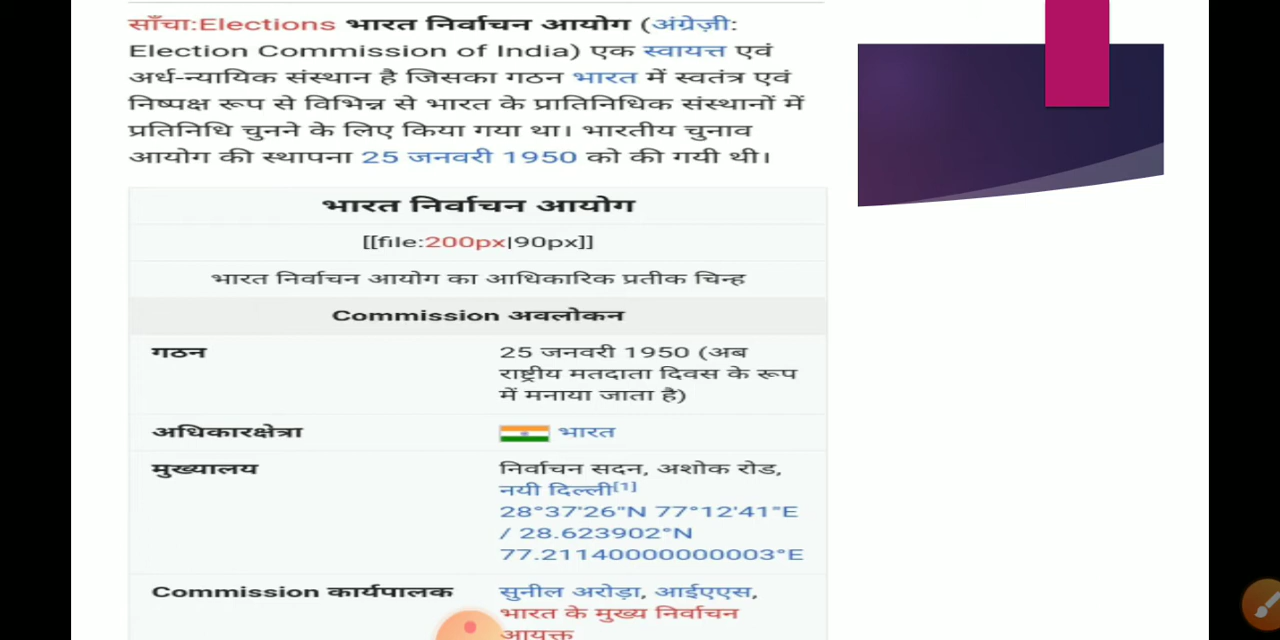 साँचा:Elections भारत निर्वाचन आयोग (अंग्रेज़ी:
Election Commission of India) एक स्वायत्त एवं
अर्ध-न्यायिक संस्थान है जिसका गठन भारत में स्वतंत्र एवं
निष्पक्ष रूप से विभिन्न से भारत के प्रातिनिधिक संस्थानों में
प्रतिनिधि चुनने के लिए किया गया था। भारतीय चुनाव
आयोग की स्थापना 25 जनवरी 1950 को की गयी थी।
भारत निर्वाचन आयोग
[[file:200px|90px]]
भारत निर्वाचन आयोग का आधिकारिक प्रतीक चिन्ह
Commission अवलोकन
गठन
25 जनवरी 1950 (अब
राष्ट्रीय मतदाता दिवस के रूप
में मनाया जाता है)
अधिकारक्षेत्रा
भारत
मुख्यालय
निर्वाचन सदन, अशोक रोड,
नयी दिल्ली[1]
28°37'26"N 77°12'41"E
/ 28.623902°N
77.21140000000003°E
Commission कार्यपालक
सुनील अरोड़ा, आईएएस,
भारत के मुख्य निर्वाचन
आयक्त